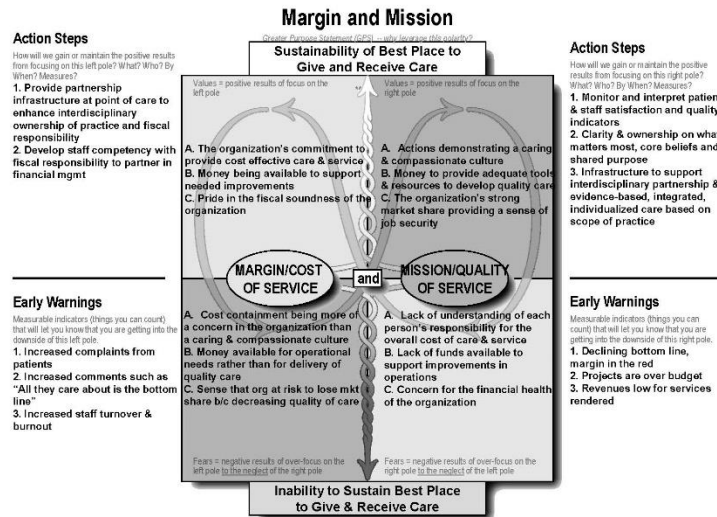 Margin and Mission
Greater Purpose Statement (GPS) -- why leverage this polarity?
Sustainability of Best Place to
Give and Receive Care
Action Steps
How will we gain or maintain the positive results
from focusing on this left pole? What? Who? By
When? Measures?
1. Provide partnership
infrastructure at point of care to
enhance interdisciplinary
ownership of practice and fiscal
responsibility
2. Develop staff competency with
fiscal responsibility to partner in
financial mgmt
Values = positive results of focus on the
left pole
A. The organization's commitment to
provide cost effective care & service
B. Money being available to support
needed improvements
C. Pride in the fiscal soundness of the
organization
Values = positive results of focus on the
right pole
A. Actions demonstrating a caring
& compassionate culture
B. Money to provide adequate tools
& resources to develop quality care
C. The organization's strong
market share providing a sense of
job security
Action Steps
How will we gain or maintain the positive
results from focusing on this right pole?
What? Who? By When? Measures?
1. Monitor and interpret patien
& staff satisfaction and quality
indicators
2. Clarity & ownership on wha
matters most, core beliefs and
shared purpose
3. Infrastructure to support
interdisciplinary partnership &
evidence-based, integrated,
individualized care based on
scope of practice
MARGIN/COST
OF SERVICE
and
MISSION/QUALITY
OF SERVICE
Early Warnings
Measurable indicators (things you can count)
that will let you know that you are getting into the
downside of this left pole.
1. Increased complaints from
patients
2. Increased comments such as
"All they care about is the bottom
line"
3. Increased staff turnover &
burnout
A. Cost containment being more of
a concern in the organization than
a caring & compassionate culture
B. Money available for operational
needs rather than for delivery of
quality care
C. Sense that org at risk to lose mkt
share b/c decreasing quality of care
Fears = negative results of over-focus on the
left pole to the neglect of the right pole
A. Lack of understanding of each
person's responsibility for the
overall cost of care & service
B. Lack of funds available to
support improvements in
operations
C. Concern for the financial health
of the organization
Fears = negative results of over-focus on the
right pole to the neglect of the left pole
Early Warnings
Measurable indicators (things you can
count) that will let you know that you are
getting into the downside of this right pole.
1. Declining bottom line,
margin in the red
2. Projects are over budget
3. Revenues low for services
rendered
Inability to Sustain Best Place
to Give & Receive Care